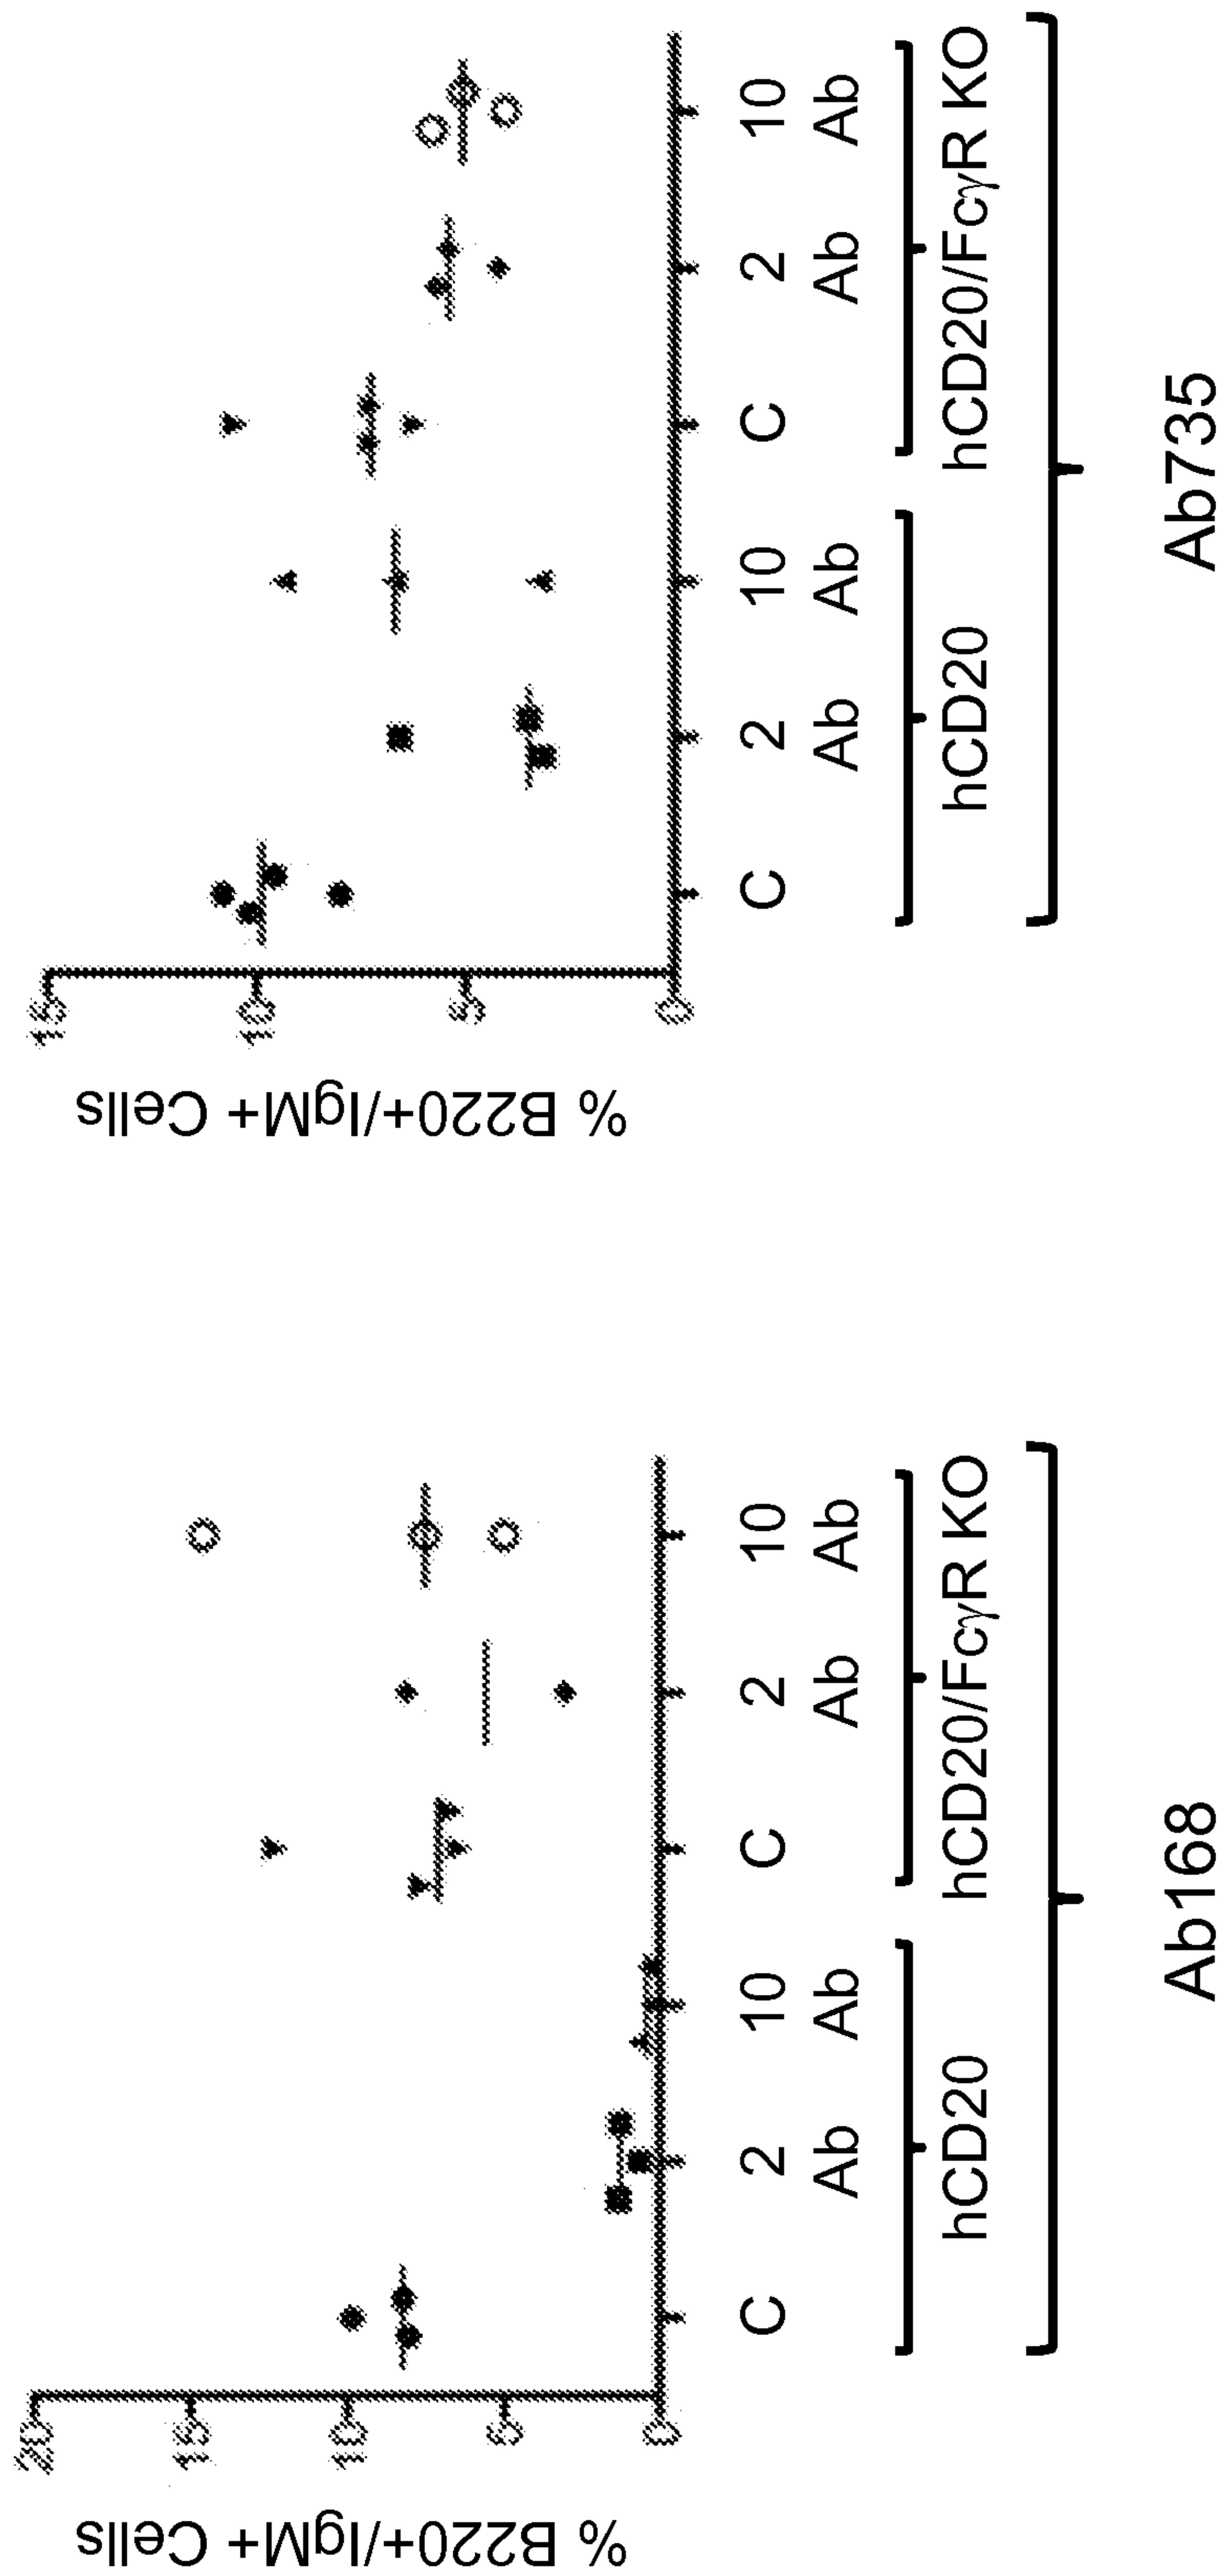 % B220+/IgM+ Cells
20
15
10
5
0
C 2 10 C 2 10
Ab Ab Ab Ab
hCD20 hCD20/FcγR KO
Ab168
% B220+/IgM+ Cells
15
10
5
0
C 2 10 C 2 10
Ab Ab Ab Ab
hCD20 hCD20/FcγR KO
Ab735